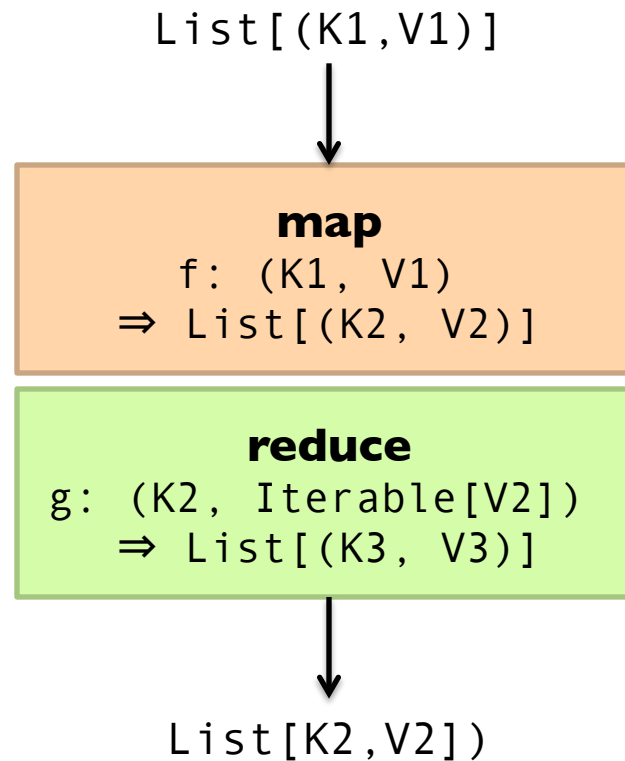 List[(K1,V1)]
map
f: (K1, V1)
⇒ List[(K2, V2)]
reduce
g: (K2, Iterable[V2])
⇒ List[(K3, V3)]
List[K2,V2])